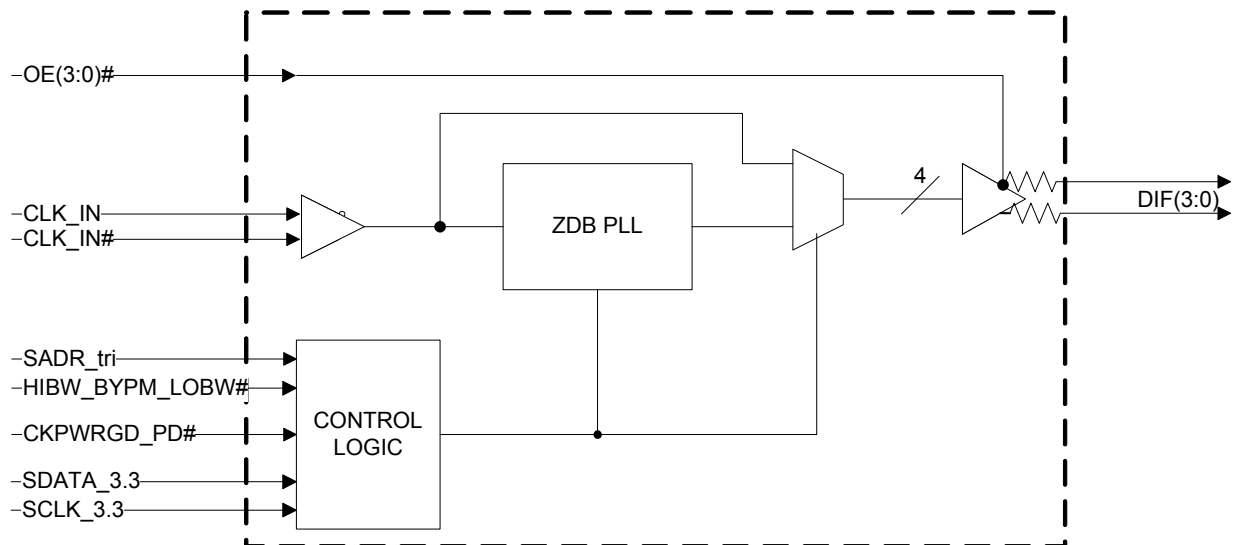 OE(3:0)#
4
CLK_IN
DIF(3:0)
ZDB PLL
CLK_IN#
SADR_tri
HIBW_BYPM_LOBW#
CONTROL
LOGIC
CKPWRGD_PD#
SDATA_3.3
SCLK_3.3